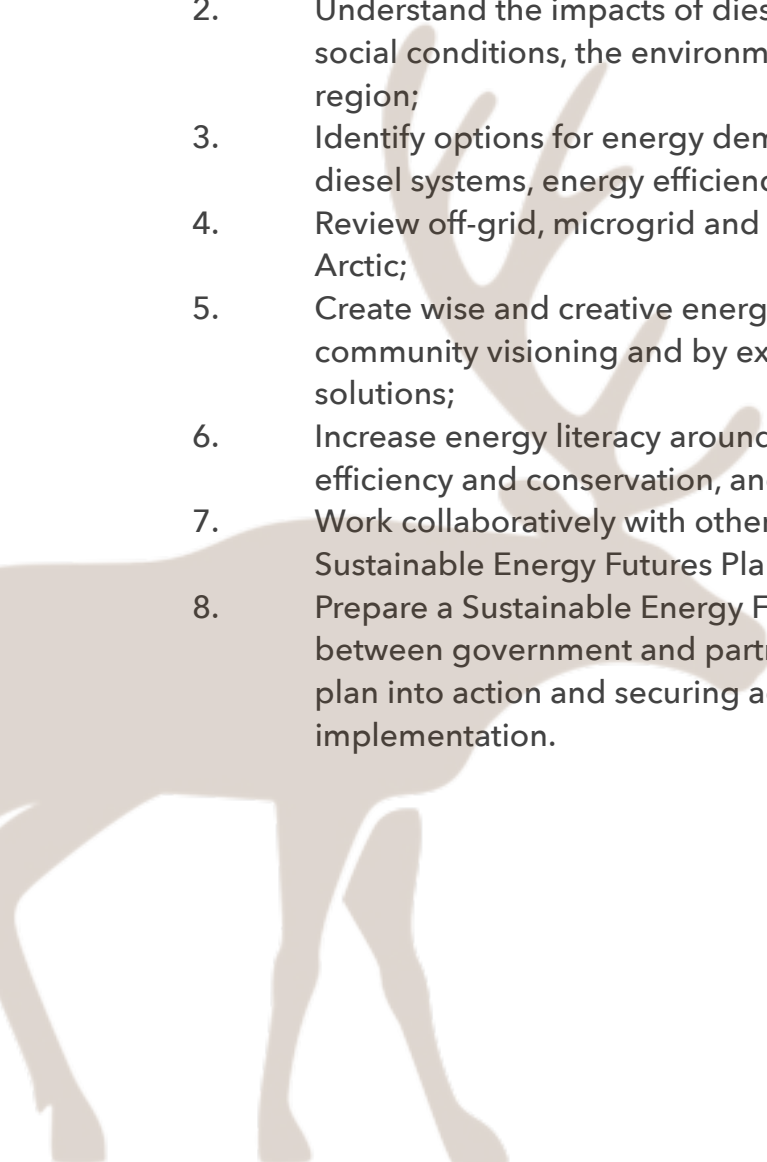 2. Understand the impacts of dies
social conditions, the environm
region;
3. Identify options for energy dem
diesel systems, energy efficienc
4. Review off-grid, microgrid and
Arctic;
5. Create wise and creative energ
community visioning and by ex
solutions;
6. Increase energy literacy around
efficiency and conservation, an
7. Work collaboratively with other
Sustainable Energy Futures Pla
8. Prepare a Sustainable Energy F
between government and partn
plan into action and securing a
implementation.